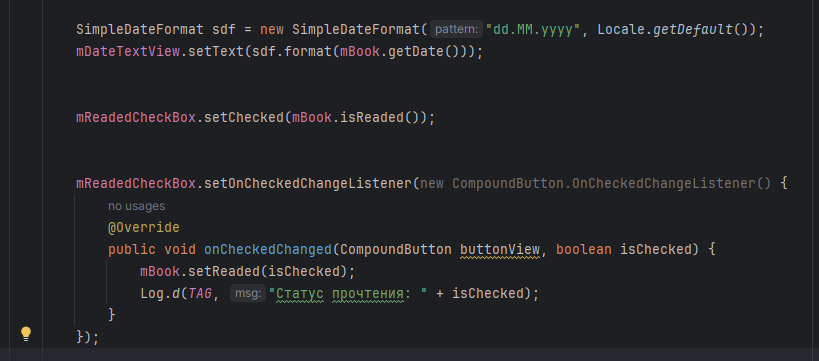 SimpleDateFormat sdf = new SimpleDateFormat( pattern: "dd.MM.yyyy", Locale.getDefault());
mDateTextView.setText(sdf.format(mBook.getDate()));
mReadedCheckBox.setChecked(mBook.isReaded());
mReadedCheckBox.setOnCheckedChangeListener(new CompoundButton.OnCheckedChangeListener() {
no usages
@Override
public void onCheckedChanged(CompoundButton buttonView, boolean isChecked) {
mBook.setReaded(isChecked);
Log.d(TAG, msg: "Статус прочтения: " + isChecked);
}
});